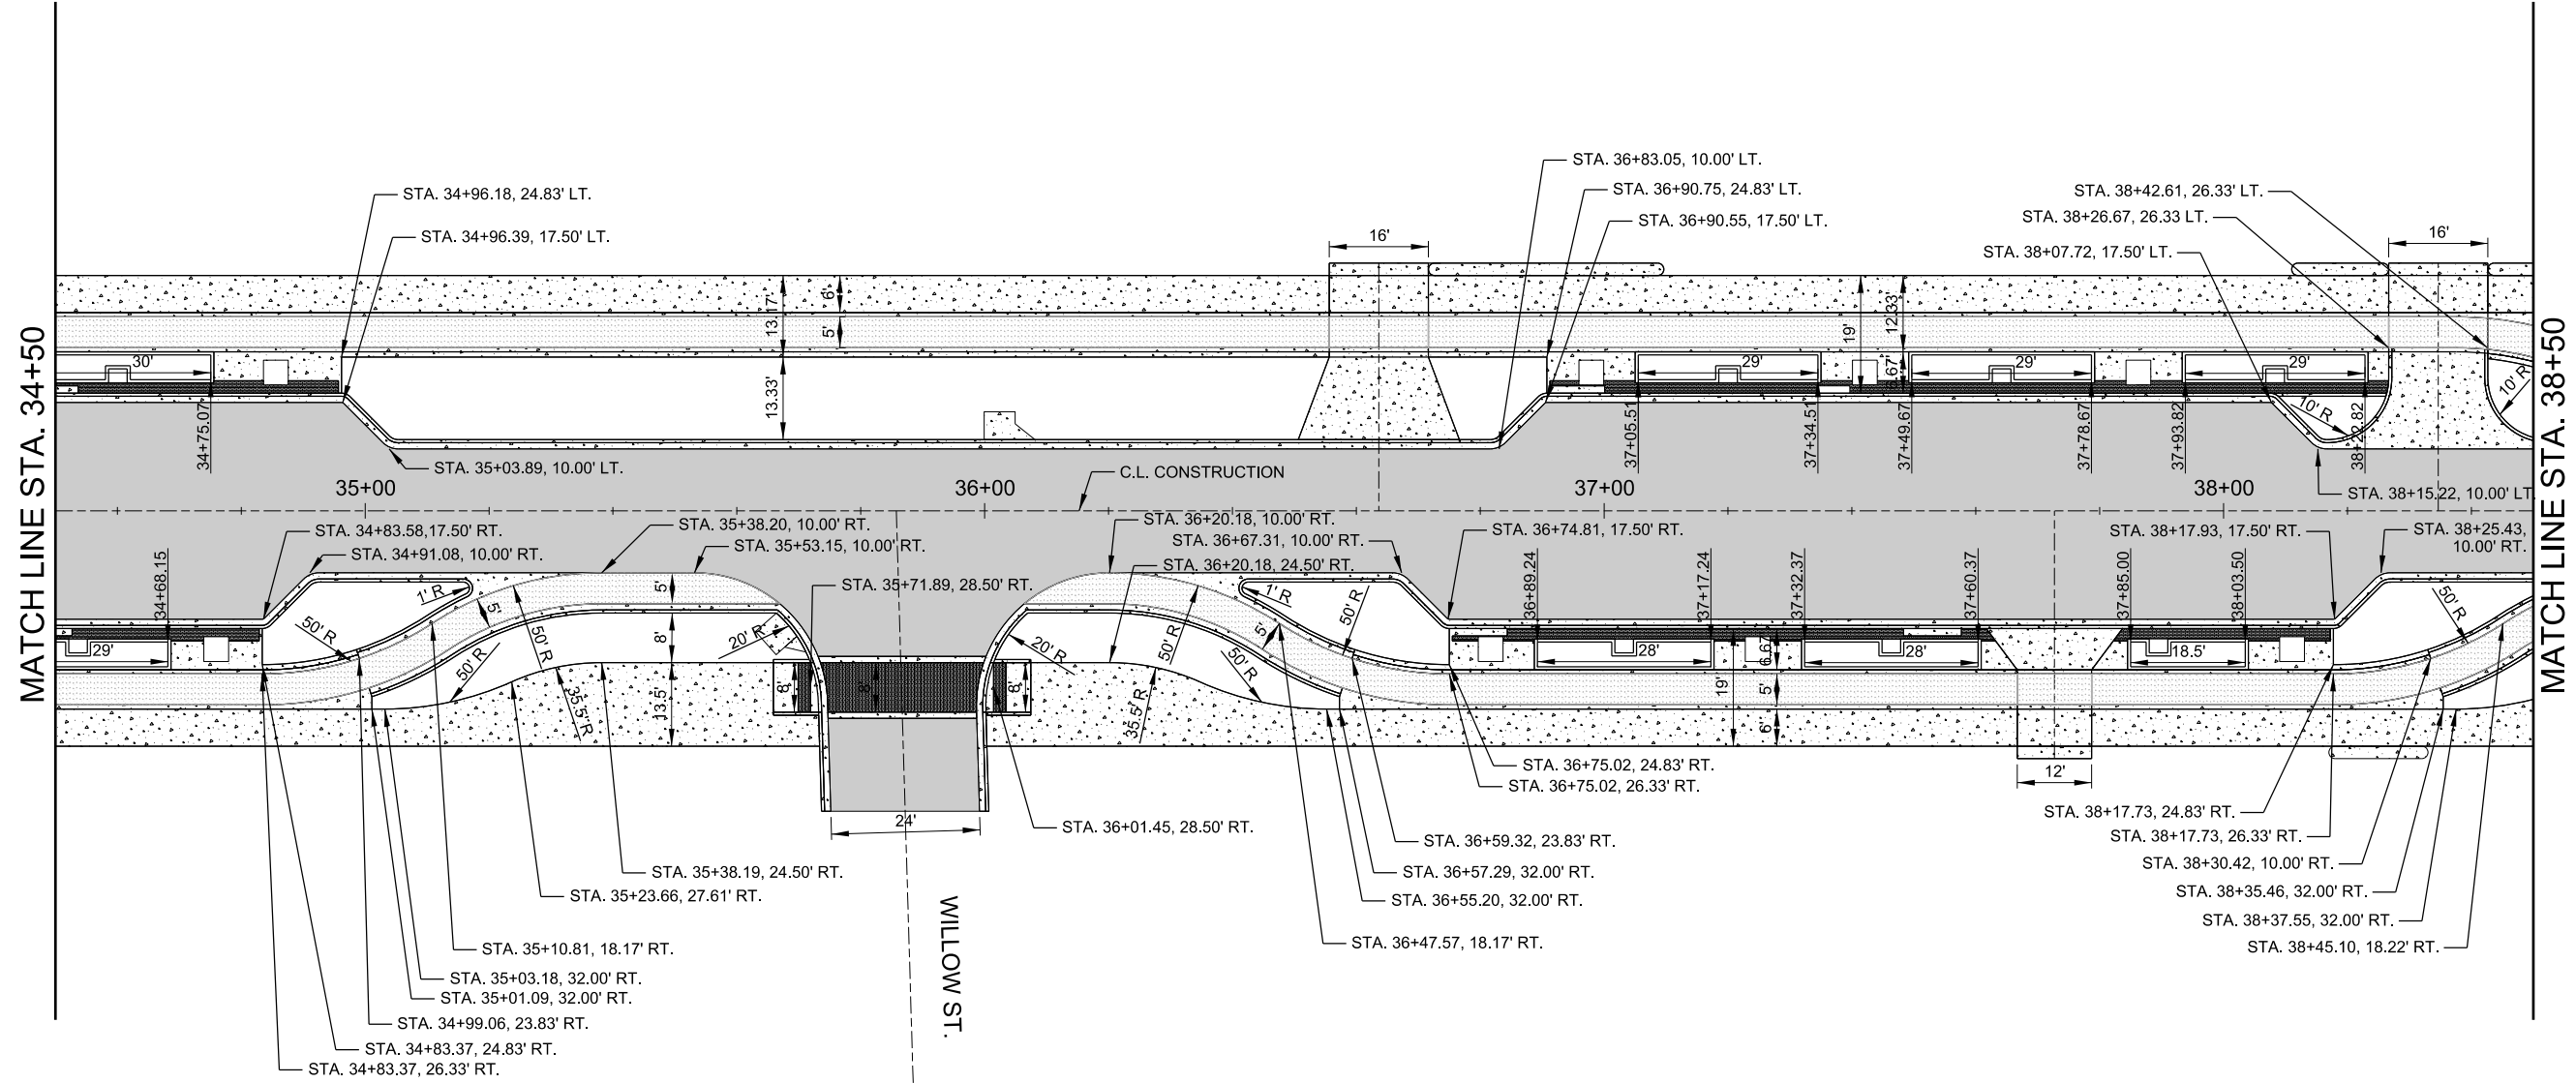 MATCH LINE STA. 34+50
STA. 36+83.05, 10.00' LT.
STA. 34+96.18, 24.83' LT.
STA. 36+90.75, 24.83' LT.
STA. 38+42.61, 26.33' LT.
STA. 34+96.39, 17.50' LT.
STA. 36+90.55, 17.50' LT.
STA. 38+26.67, 26.33 LT.
STA. 38+07.72, 17.50' LT.
16'
16'
13.17'
6'
5'
13.33'
19'
12.33'
6.67'
30'
29'
29'
29'
10' R
10' R
34+75.07
37+05.51
37+34.51
37+49.67
37+78.67
37+93.82
38+22.82
STA. 35+03.89, 10.00' LT.
C.L. CONSTRUCTION
35+00
36+00
37+00
38+00
STA. 38+15.22, 10.00' LT.
STA. 34+83.58, 17.50' RT.
STA. 34+91.08, 10.00' RT.
STA. 35+38.20, 10.00' RT.
STA. 35+53.15, 10.00' RT.
STA. 35+71.89, 28.50' RT.
STA. 36+20.18, 10.00' RT.
STA. 36+67.31, 10.00' RT.
STA. 36+20.18, 24.50' RT.
STA. 36+74.81, 17.50' RT.
STA. 38+17.93, 17.50' RT.
STA. 38+25.43,
10.00' RT.
34+68.15
36+89.24
37+17.24
37+32.37
37+60.37
37+85.00
38+03.50
29'
50' R
1' R
5'
50' R
50' R
35.5' R
5'
8'
13.5'
20' R
8'
8'
8'
20' R
50' R
35.5' R
50' R
1' R
5'
50' R
28'
28'
18.5'
19'
6.67'
5'
6'
50' R
12'
24'
STA. 36+75.02, 24.83' RT.
STA. 36+75.02, 26.33' RT.
STA. 36+01.45, 28.50' RT.
STA. 36+59.32, 23.83' RT.
STA. 36+57.29, 32.00' RT.
STA. 36+55.20, 32.00' RT.
STA. 36+47.57, 18.17' RT.
STA. 38+17.73, 24.83' RT.
STA. 38+17.73, 26.33' RT.
STA. 38+30.42, 10.00' RT.
STA. 38+35.46, 32.00' RT.
STA. 38+37.55, 32.00' RT.
STA. 38+45.10, 18.22' RT.
STA. 35+38.19, 24.50' RT.
STA. 35+23.66, 27.61' RT.
STA. 35+10.81, 18.17' RT.
STA. 35+03.18, 32.00' RT.
STA. 35+01.09, 32.00' RT.
STA. 34+99.06, 23.83' RT.
STA. 34+83.37, 24.83' RT.
STA. 34+83.37, 26.33' RT.
WILLOW ST.
MATCH LINE STA. 38+50